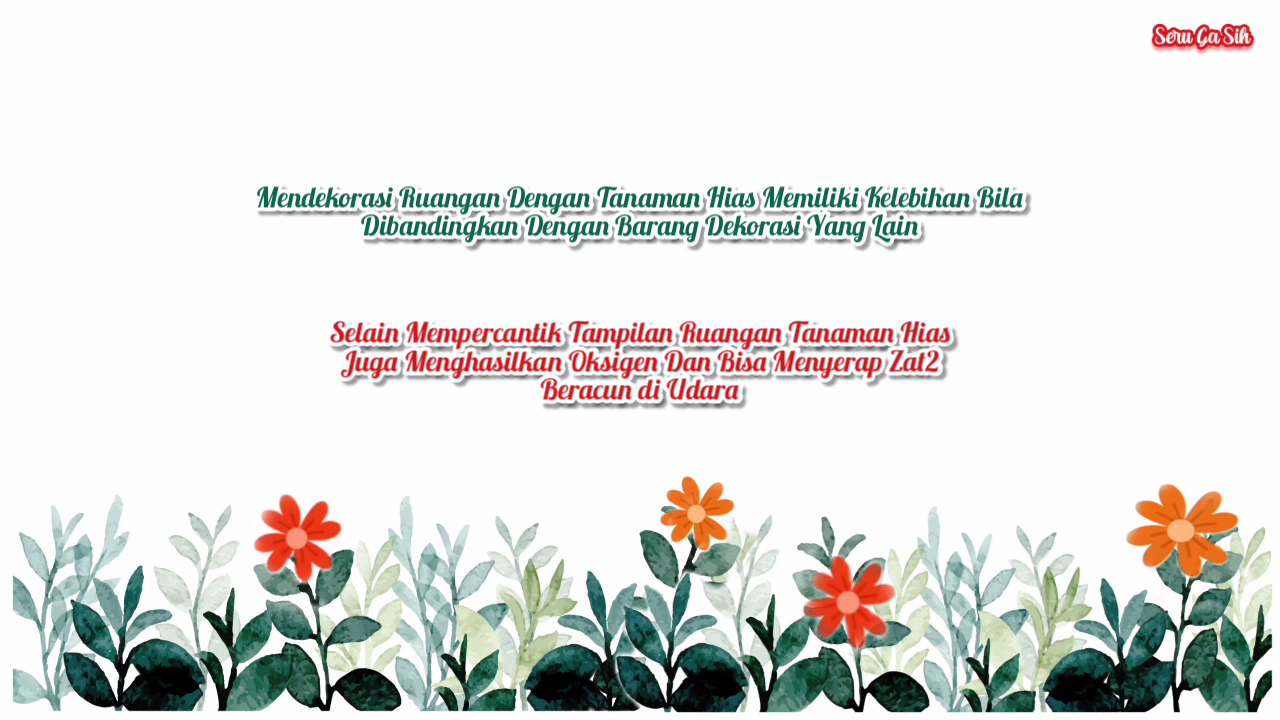 Seru Ga Sih
Mendekorasi Ruangan Dengan Tanaman Hias Memiliki Kelebihan Bila
Dibandingkan Dengan Barang Dekorasi Yang Lain
Selain Mempercantik Tampilan Ruangan Tanaman Hias
Juga Menghasilkan Oksigen Dan Bisa Menyerap Zat2
Beracun di Udara